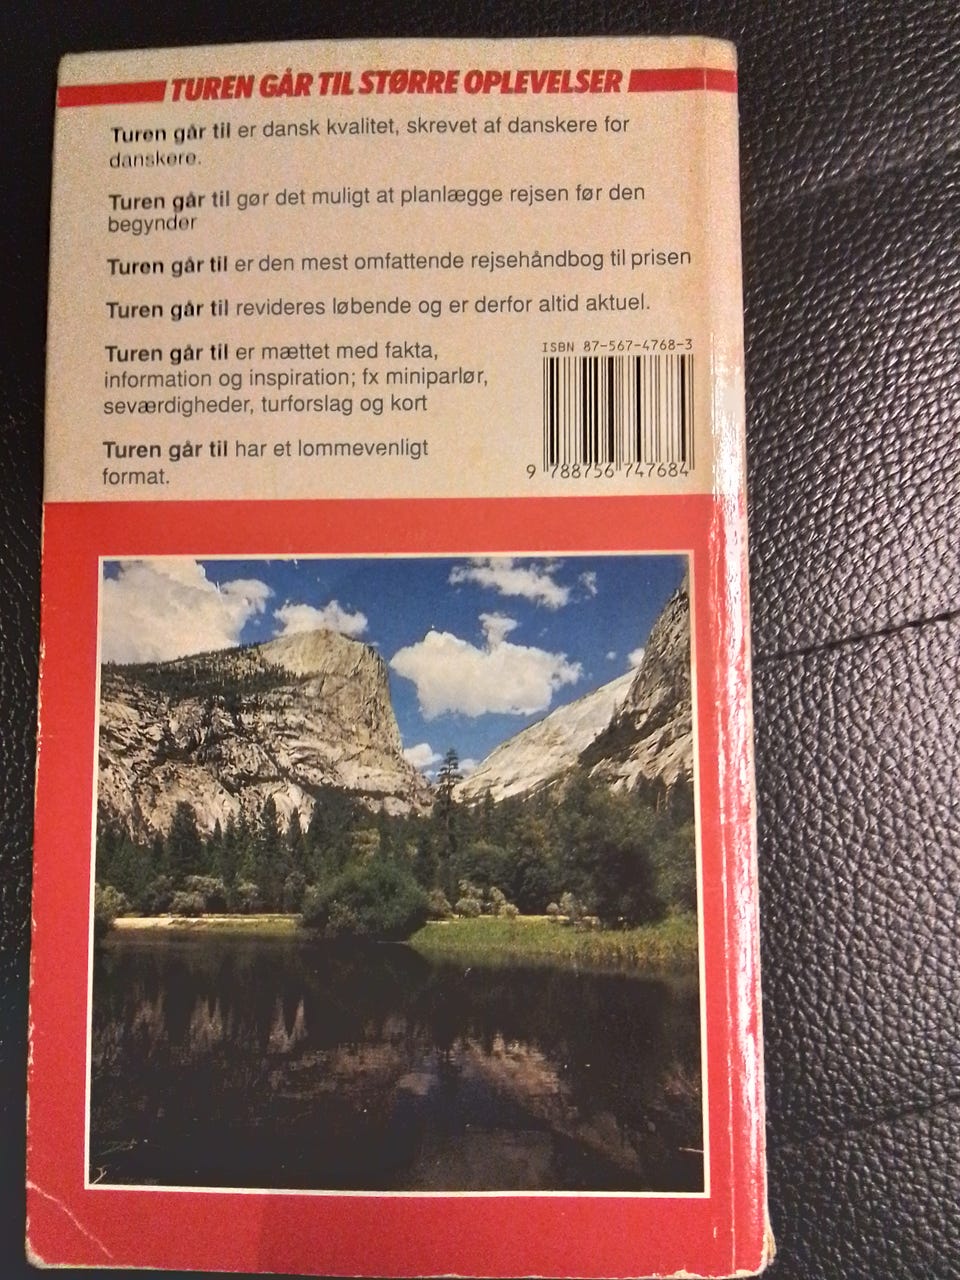 TUREN GÅR TIL STØRRE OPLEVELSER
Turen går til er dansk kvalitet, skrevet af danskere for
danskere.
Turen går til gør det muligt at planlægge rejsen før den
begynder
Turen går til er den mest omfattende rejsehåndbog til prisen
Turen går til revideres løbende og er derfor altid aktuel.
Turen går til er mættet med fakta,
information og inspiration; fx miniparlør,
seværdigheder, turforslag og kort
Turen går til har et lommevenligt
format.
ISBN 87-567-4768-3
9 788756 747684